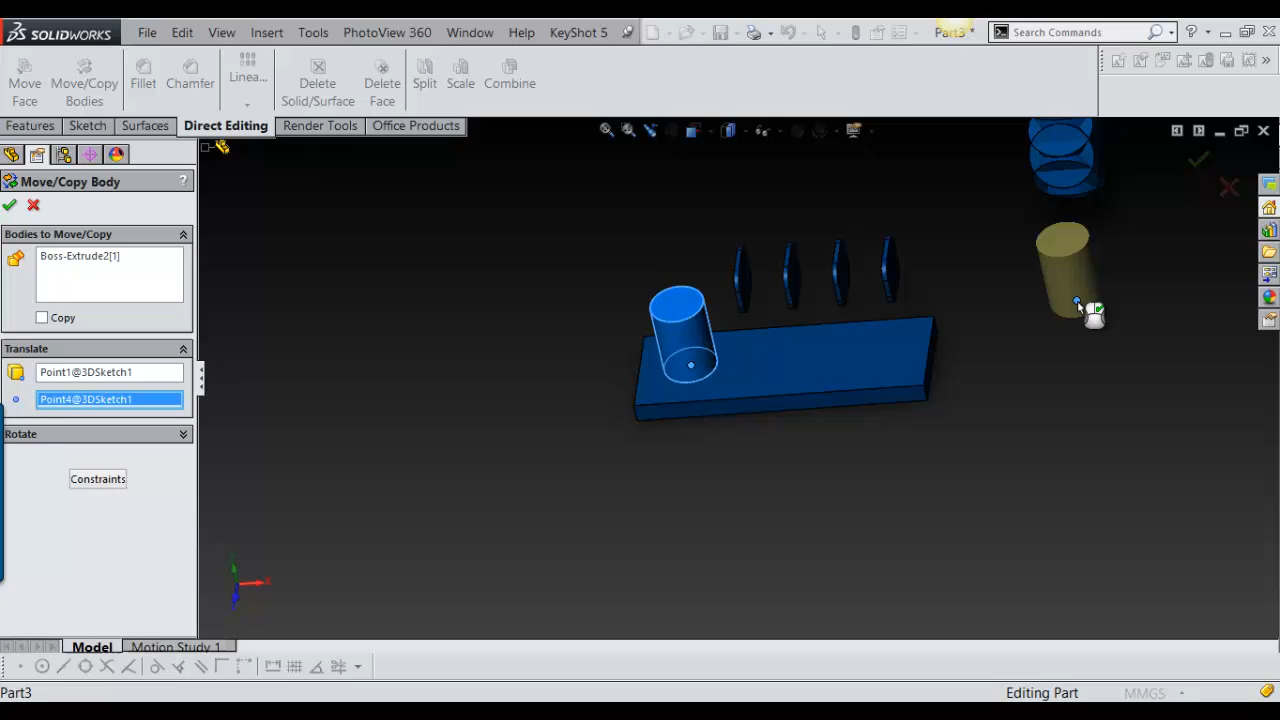 SOLIDWORKS File Edit View Insert Tools PhotoView 360 Window Help KeyShot 5 Part3 * Search Commands ?
Move Face
Move/Copy Bodies
Fillet
Chamfer
Linea...
Delete Solid/Surface
Delete Face
Split
Scale
Combine
Features Sketch Surfaces Direct Editing Render Tools Office Products
Move/Copy Body ?
Bodies to Move/Copy
Boss-Extrude2[1]
Copy
Translate
Point1@3DSketch1
Point4@3DSketch1
Rotate
Constraints
Model Motion Study 1
Part3 Editing Part MMGS